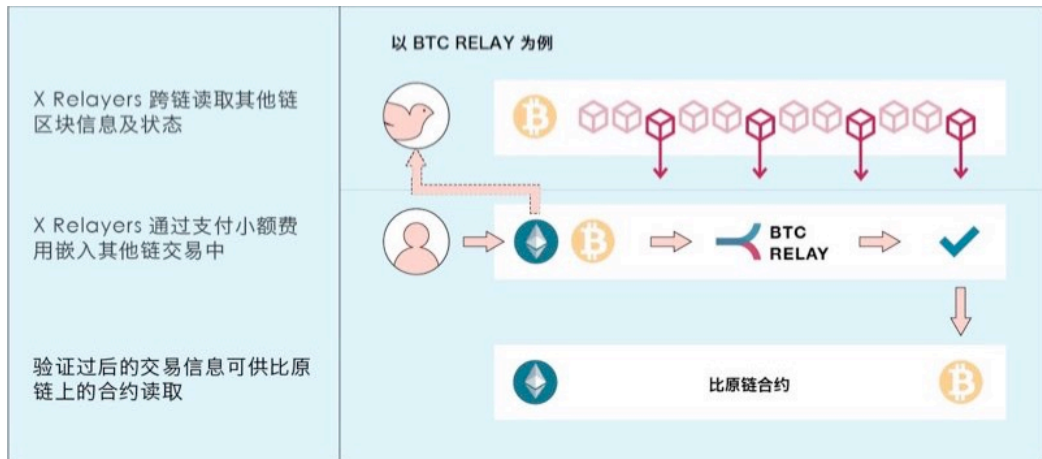 以 BTC RELAY 为例
X Relayers 跨链读取其他链
区块信息及状态
X Relayers 通过支付小额费
用嵌入其他链交易中
BTC
RELAY
验证过后的交易信息可供比原
链上的合约读取
比原链合约